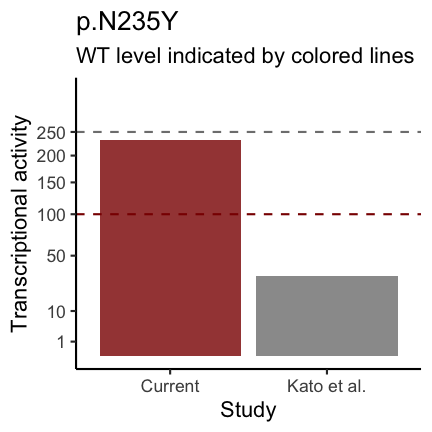 p.N235Y
WT level indicated by colored lines
Transcriptional activity
250
200
150
100
50
10
1
Current
Kato et al.
Study